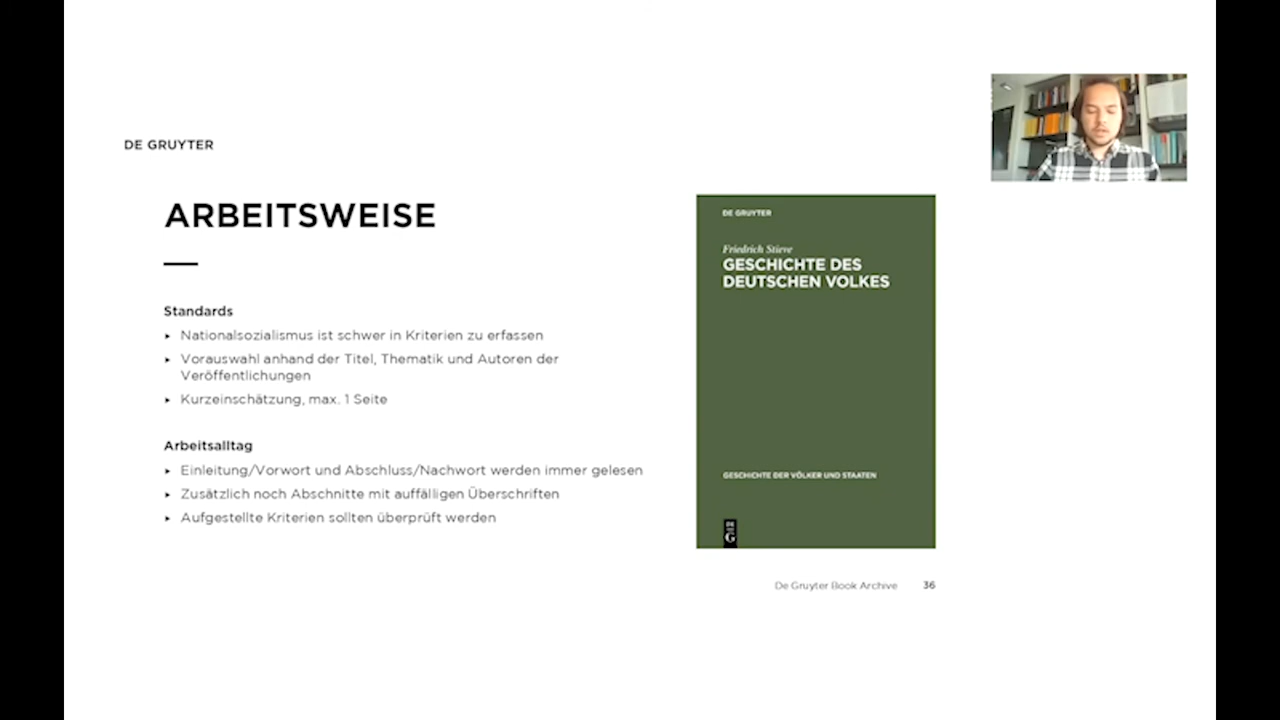 DE GRUYTER
ARBEITSWEISE
Standards
▸ Nationalsozialismus ist schwer in Kriterien zu erfassen
▸ Vorauswahl anhand der Titel, Thematik und Autoren der
Veröffentlichungen
▸ Kurzeinschätzung, max. 1 Seite
Arbeitsalltag
▸ Einleitung/Vorwort und Abschluss/Nachwort werden immer gelesen
▸ Zusätzlich noch Abschnitte mit auffälligen Überschriften
▸ Aufgestellte Kriterien sollten überprüft werden
DE GRUYTER
Friedrich Stieve
GESCHICHTE DES
DEUTSCHEN VOLKES
GESCHICHTE DER VÖLKER UND STAATEN
DE
G
De Gruyter Book Archive 36